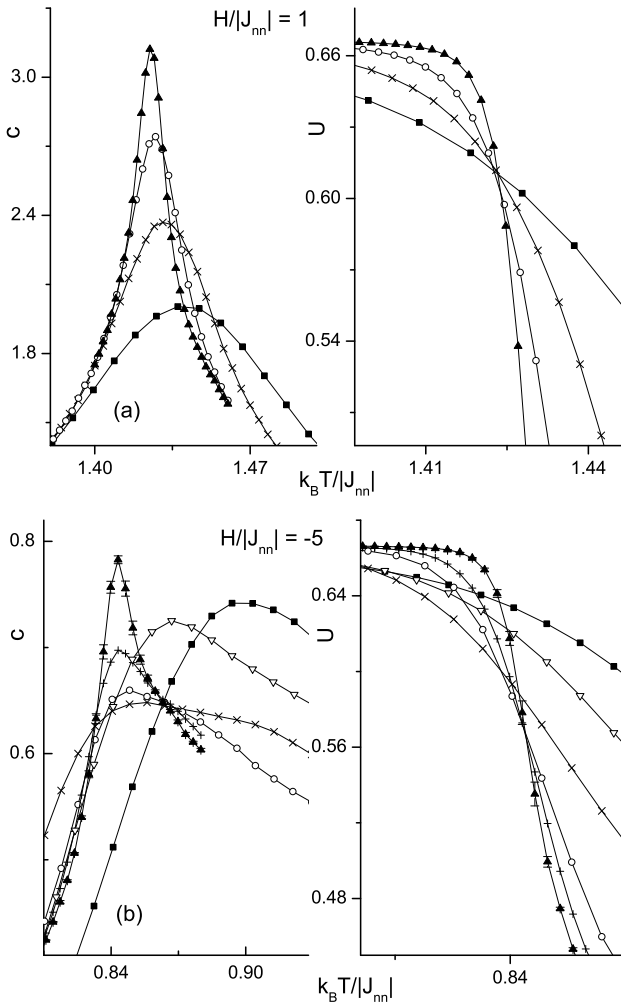 H/|J_nn| = 1
c
3.0
2.4
1.8
(a)
1.40
1.47
U
0.66
0.60
0.54
1.41
1.44
k_BT/|J_nn|
H/|J_nn| = -5
c
0.8
0.6
(b)
0.84
0.90
U
0.64
0.56
0.48
0.84
k_BT/|J_nn|